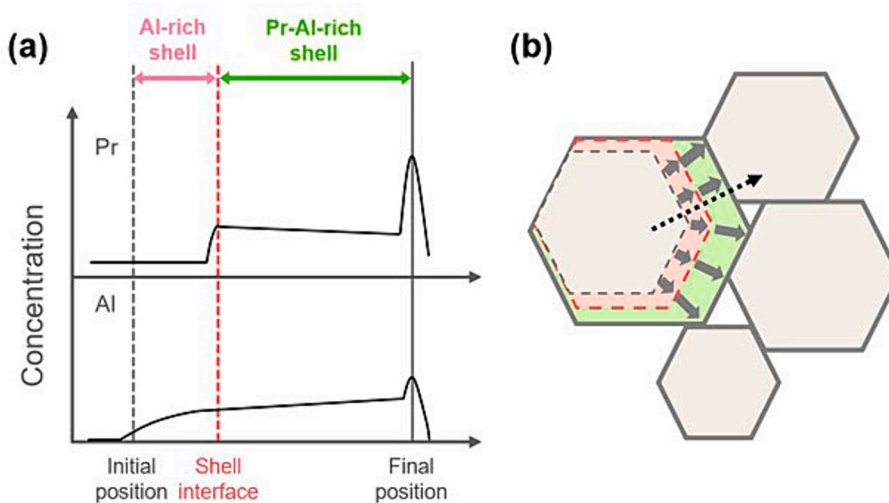 (a)
Al-rich
shell
Pr-Al-rich
shell
(b)
Pr
Al
Concentration
Initial
position
Shell
interface
Final
position